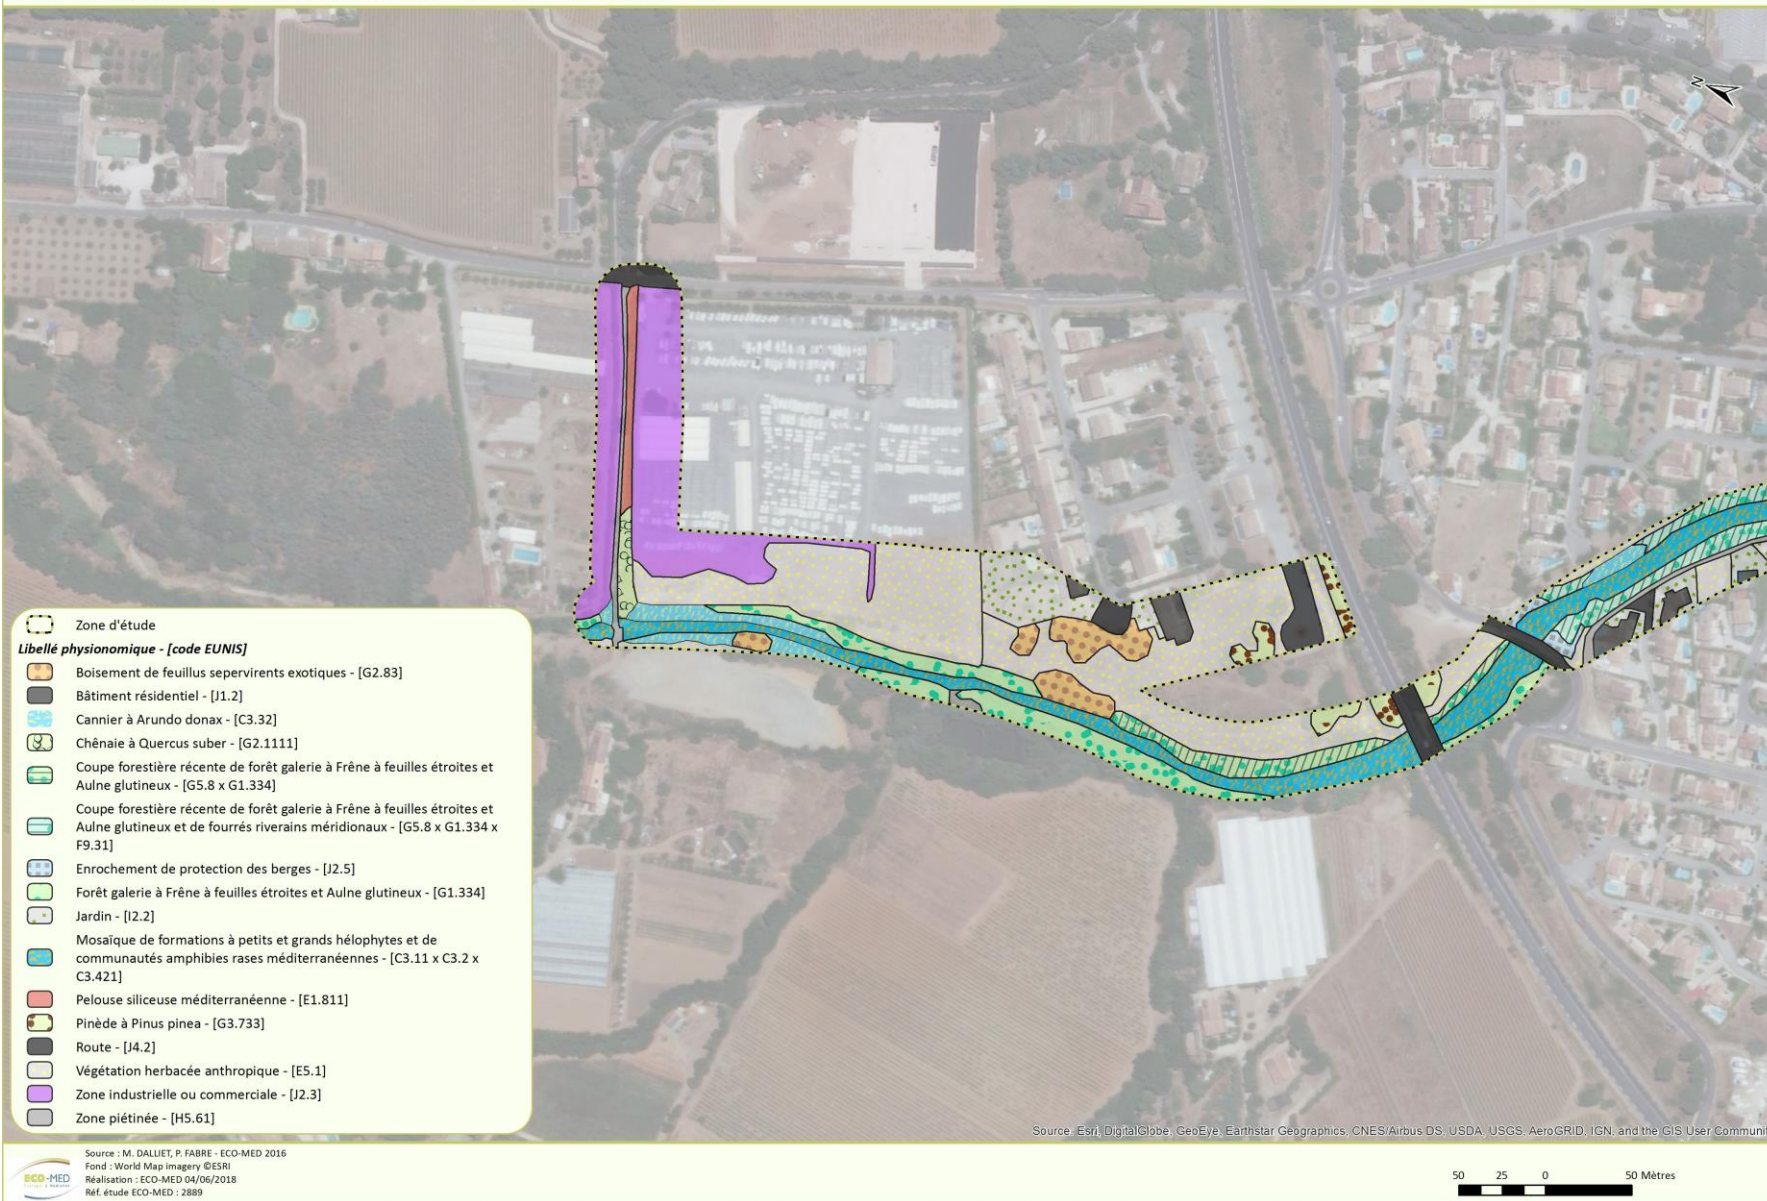 N
Zone d'étude
Libellé physionomique - [code EUNIS]
Boisement de feuillus sepervirents exotiques - [G2.83]
Bâtiment résidentiel - [J1.2]
Cannier à Arundo donax - [C3.32]
Chênaie à Quercus suber - [G2.1111]
Coupe forestière récente de forêt galerie à Frêne à feuilles étroites et
Aulne glutineux - [G5.8 x G1.334]
Coupe forestière récente de forêt galerie à Frêne à feuilles étroites et
Aulne glutineux et de fourrés riverains méridionaux - [G5.8 x G1.334 x
F9.31]
Enrochement de protection des berges - [J2.5]
Forêt galerie à Frêne à feuilles étroites et Aulne glutineux - [G1.334]
Jardin - [I2.2]
Mosaïque de formations à petits et grands hélophytes et de
communautés amphibies rases méditerranéennes - [C3.11 x C3.2 x
C3.421]
Pelouse siliceuse méditerranéenne - [E1.811]
Pinède à Pinus pinea - [G3.733]
Route - [J4.2]
Végétation herbacée anthropique - [E5.1]
Zone industrielle ou commerciale - [J2.3]
Zone piétinée - [H5.61]
Source: Esri, DigitalGlobe, GeoEye, Earthstar Geographics, CNES/Airbus DS, USDA, USGS, AeroGRID, IGN, and the GIS User Communit
ECO-MED
Source : M. DALLIET, P. FABRE - ECO-MED 2016
Fond : World Map imagery ©ESRI
Réalisation : ECO-MED 04/06/2018
Réf. étude ECO-MED : 2889
50 25 0 50 Mètres